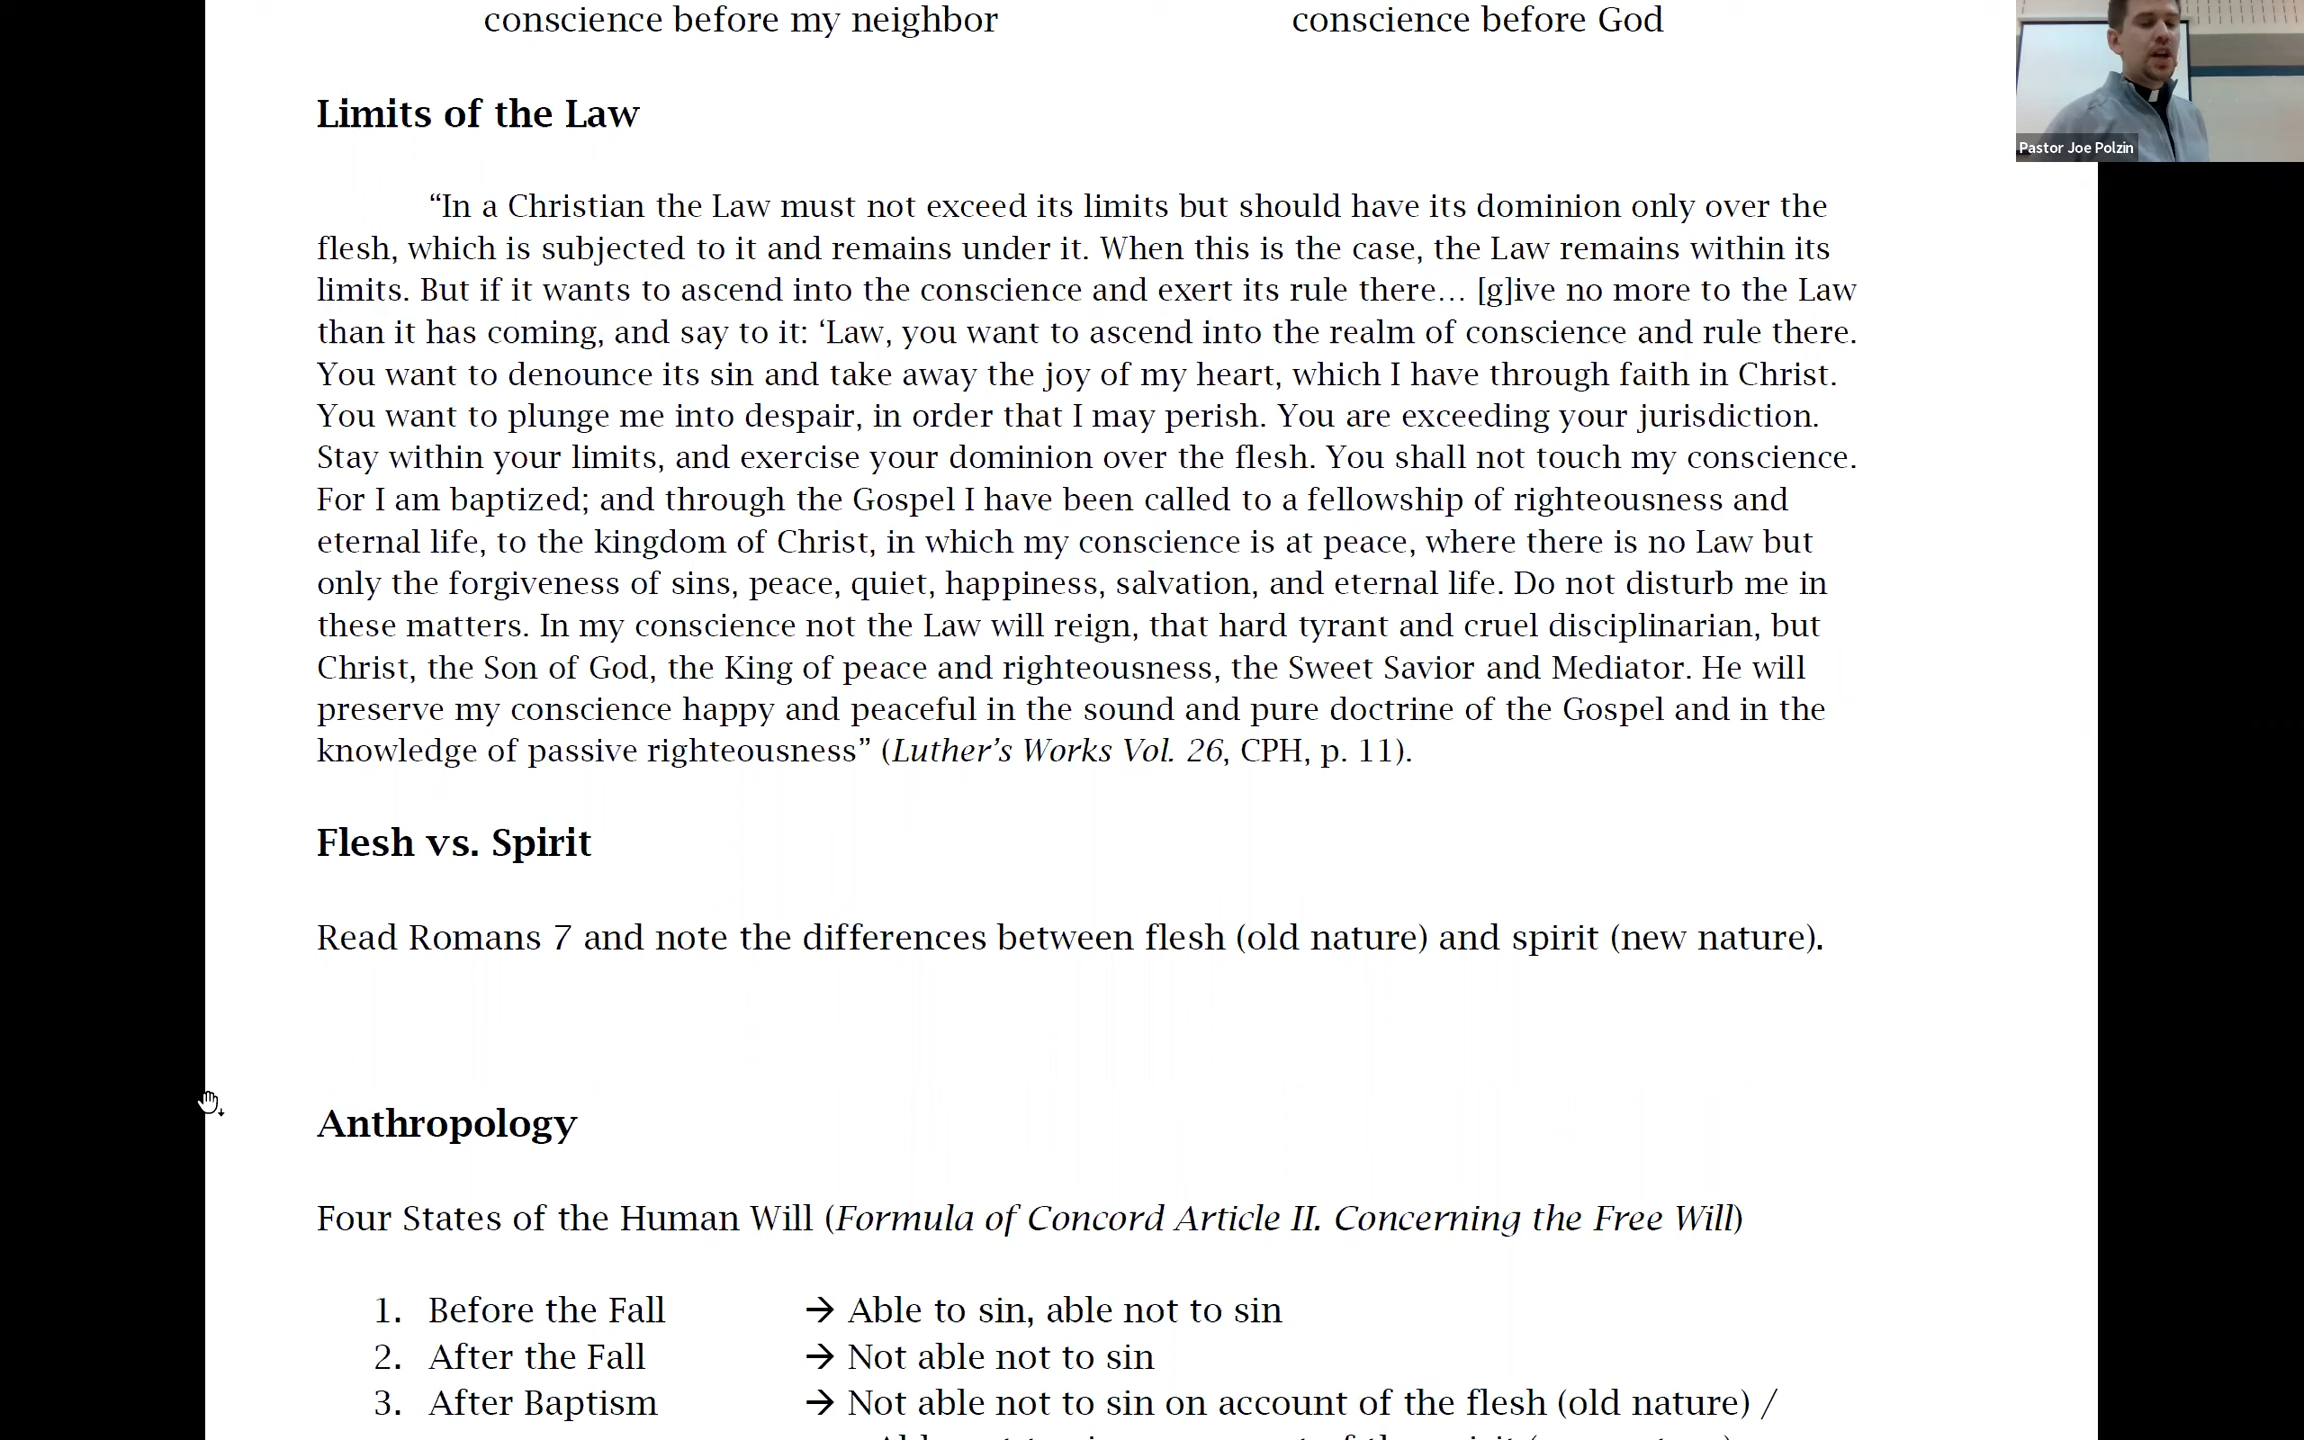 conscience before my neighbor conscience before God
Pastor Joe Polzin
Limits of the Law
“In a Christian the Law must not exceed its limits but should have its dominion only over the
flesh, which is subjected to it and remains under it. When this is the case, the Law remains within its
limits. But if it wants to ascend into the conscience and exert its rule there… [g]ive no more to the Law
than it has coming, and say to it: ‘Law, you want to ascend into the realm of conscience and rule there.
You want to denounce its sin and take away the joy of my heart, which I have through faith in Christ.
You want to plunge me into despair, in order that I may perish. You are exceeding your jurisdiction.
Stay within your limits, and exercise your dominion over the flesh. You shall not touch my conscience.
For I am baptized; and through the Gospel I have been called to a fellowship of righteousness and
eternal life, to the kingdom of Christ, in which my conscience is at peace, where there is no Law but
only the forgiveness of sins, peace, quiet, happiness, salvation, and eternal life. Do not disturb me in
these matters. In my conscience not the Law will reign, that hard tyrant and cruel disciplinarian, but
Christ, the Son of God, the King of peace and righteousness, the Sweet Savior and Mediator. He will
preserve my conscience happy and peaceful in the sound and pure doctrine of the Gospel and in the
knowledge of passive righteousness” (Luther’s Works Vol. 26, CPH, p. 11).
Flesh vs. Spirit
Read Romans 7 and note the differences between flesh (old nature) and spirit (new nature).
Anthropology
Four States of the Human Will (Formula of Concord Article II. Concerning the Free Will)
1. Before the Fall → Able to sin, able not to sin
2. After the Fall → Not able not to sin
3. After Baptism → Not able not to sin on account of the flesh (old nature) /